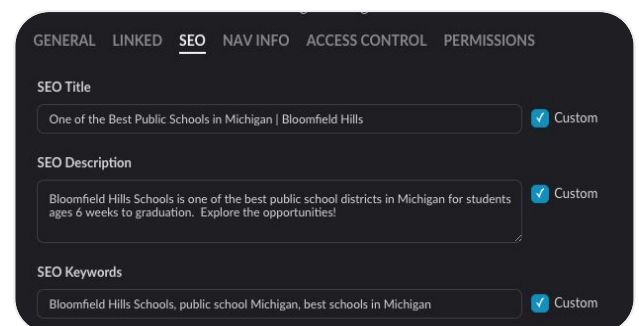 GENERAL LINKED SEO NAV INFO ACCESS CONTROL PERMISSIONS
SEO Title
One of the Best Public Schools in Michigan | Bloomfield Hills
Custom
SEO Description
Bloomfield Hills Schools is one of the best public school districts in Michigan for students
ages 6 weeks to graduation. Explore the opportunities!
Custom
SEO Keywords
Bloomfield Hills Schools, public school Michigan, best schools in Michigan
Custom